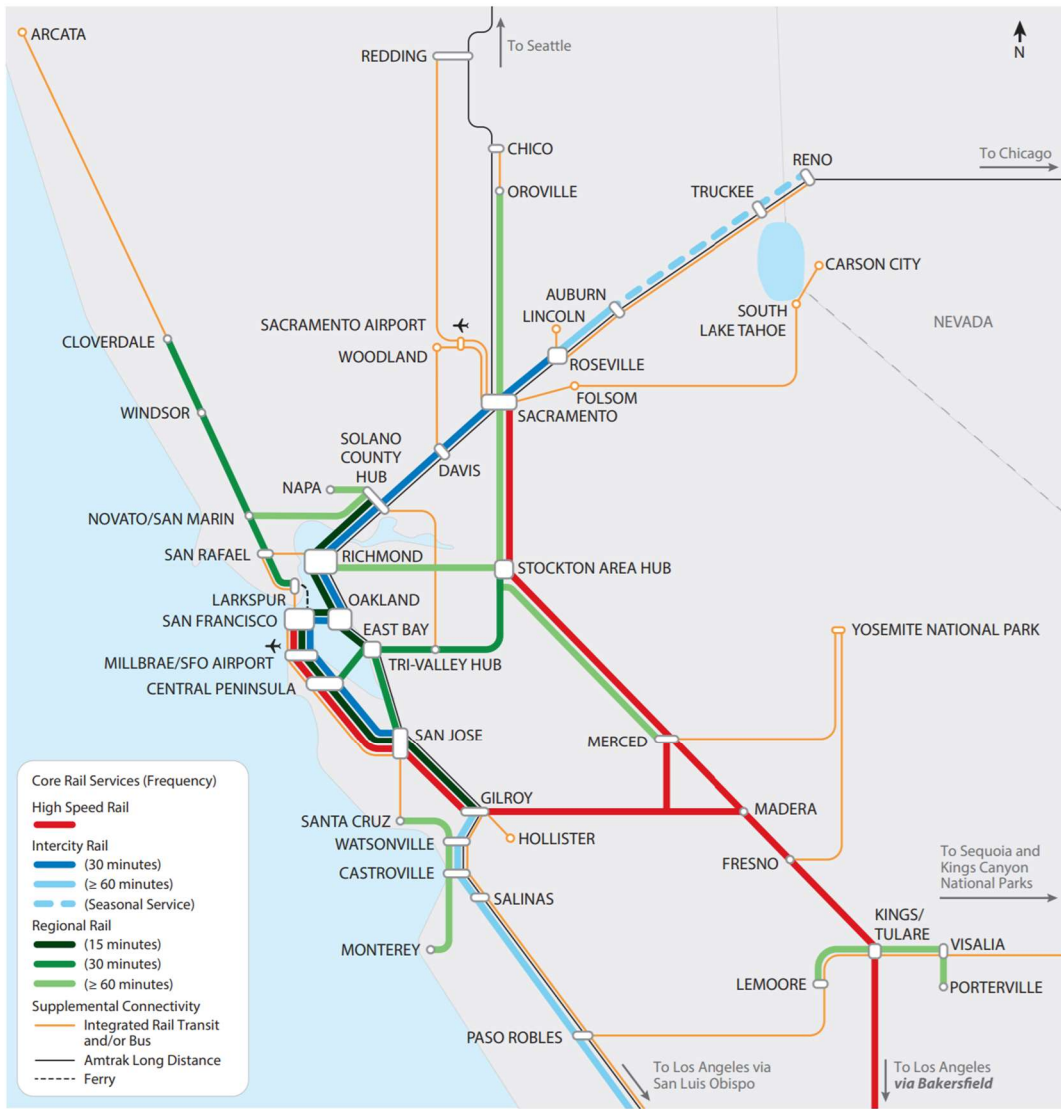 ARCATA
REDDING
To Seattle
N
CHICO
OROVILLE
RENO
To Chicago
TRUCKEE
CARSON CITY
AUBURN
LINCOLN
SOUTH
LAKE TAHOE
NEVADA
SACRAMENTO AIRPORT
WOODLAND
CLOVERDALE
ROSEVILLE
FOLSOM
SACRAMENTO
WINDSOR
SOLANO
COUNTY
HUB
DAVIS
NAPA
NOVATO/SAN MARIN
SAN RAFAEL
RICHMOND
STOCKTON AREA HUB
LARKSPUR
OAKLAND
SAN FRANCISCO
EAST BAY
YOSEMITE NATIONAL PARK
MILLBRAE/SFO AIRPORT
TRI-VALLEY HUB
CENTRAL PENINSULA
SAN JOSE
MERCED
GILROY
MADERA
SANTA CRUZ
HOLLISTER
WATSONVILLE
FRESNO
CASTROVILLE
To Sequoia and
Kings Canyon
National Parks
SALINAS
KINGS/
TULARE
VISALIA
MONTEREY
LEMOORE
PORTERVILLE
PASO ROBLES
To Los Angeles via
San Luis Obispo
To Los Angeles
via Bakersfield
Core Rail Services (Frequency)
High Speed Rail
Intercity Rail
(30 minutes)
(≥ 60 minutes)
(Seasonal Service)
Regional Rail
(15 minutes)
(30 minutes)
(≥ 60 minutes)
Supplemental Connectivity
Integrated Rail Transit
and/or Bus
Amtrak Long Distance
Ferry